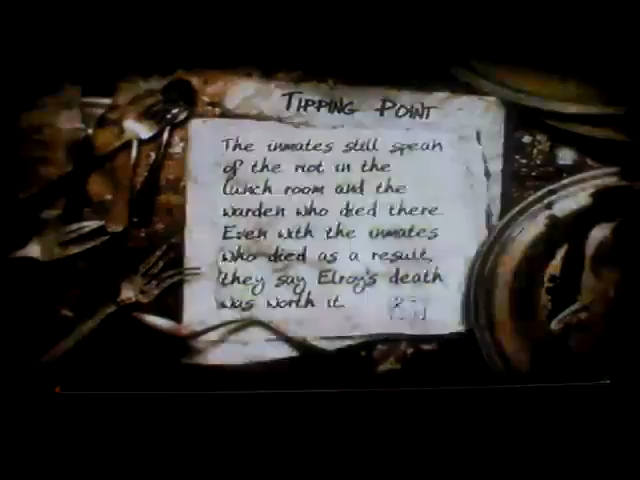 TIPPING POINT
The inmates still speak
of the riot in the
lunch room and the
warden who died there.
Even with the inmates
who died as a result,
they say Elroy's death
was worth it.